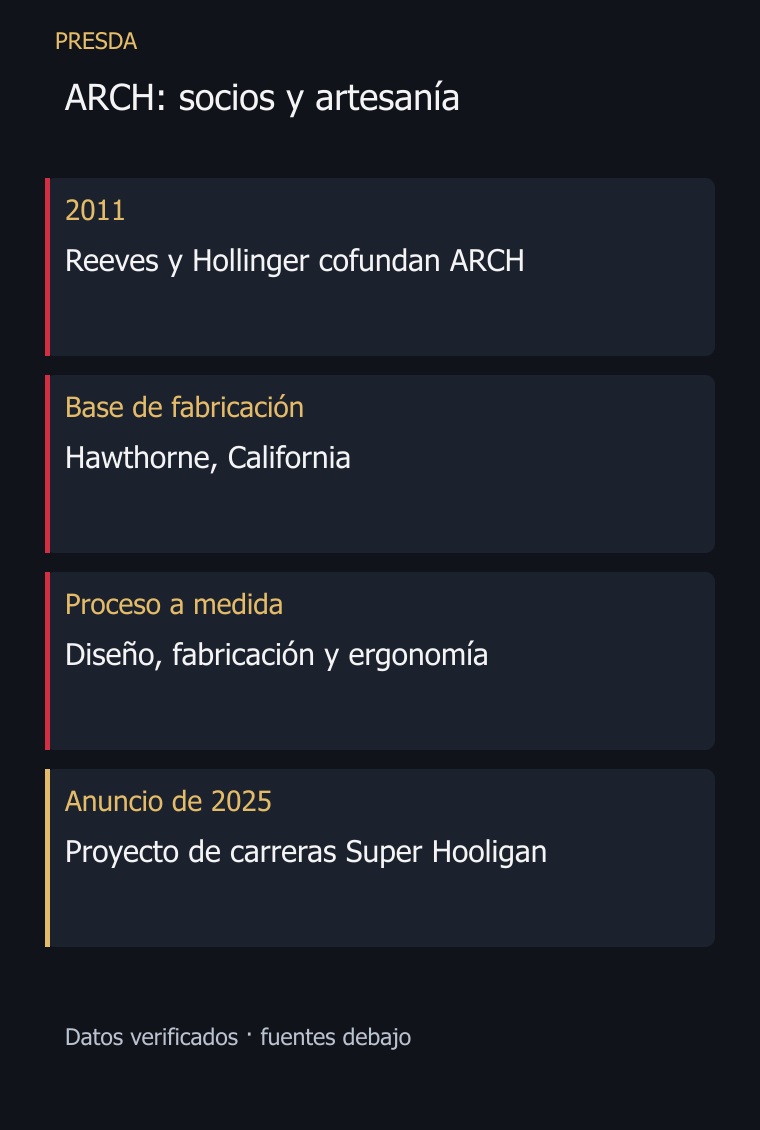 PRESDA
ARCH: socios y artesanía
2011
Reeves y Hollinger cofundan ARCH
Base de fabricación
Hawthorne, California
Proceso a medida
Diseño, fabricación y ergonomía
Anuncio de 2025
Proyecto de carreras Super Hooligan
Datos verificados · fuentes debajo